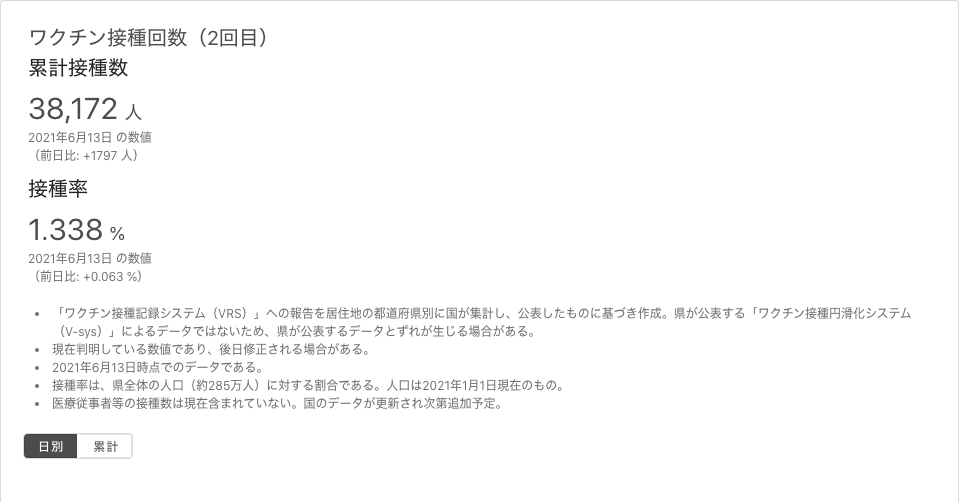 ワクチン接種回数（2回目）
累計接種数
38,172 人
2021年6月13日 の数値
（前日比: +1797 人）
接種率
1.338 %
2021年6月13日 の数値
（前日比: +0.063 %）
• 「ワクチン接種記録システム（VRS）」への報告を居住地の都道府県別に国が集計し、公表したものに基づき作成。県が公表する「ワクチン接種円滑化システム
（V-sys）」によるデータではないため、県が公表するデータとずれが生じる場合がある。
• 現在判明している数値であり、後日修正される場合がある。
• 2021年6月13日時点でのデータである。
• 接種率は、県全体の人口（約285万人）に対する割合である。人口は2021年1月1日現在のもの。
• 医療従事者等の接種数は現在含まれていない。国のデータが更新され次第追加予定。
日別 累計